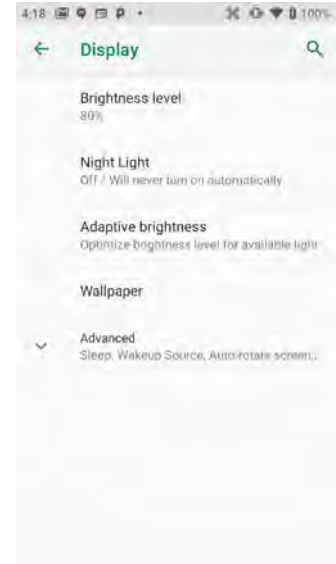 4:18 100%
Display
Brightness level
80%
Night Light
Off / Will never turn on automatically
Adaptive brightness
Optimize brightness level for available light
Wallpaper
Advanced
Sleep, Wakeup Source, Auto-rotate screen..